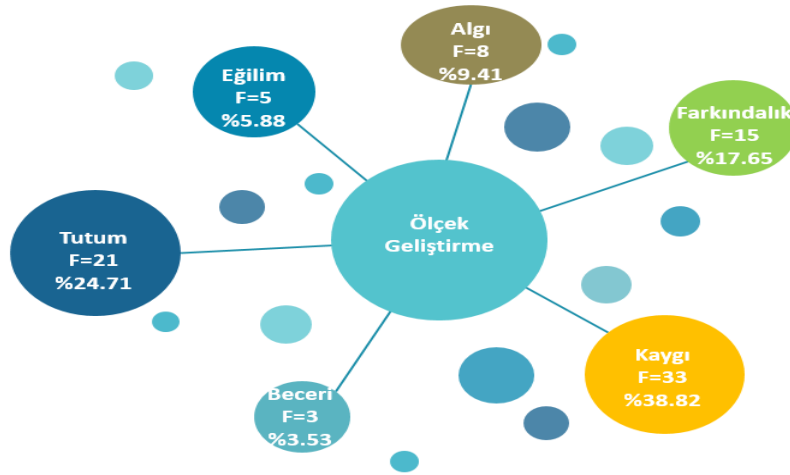 Algı
F=8
%9.41
Eğilim
F=5
%5.88
Farkındalık
F=15
%17.65
Ölçek
Geliştirme
Tutum
F=21
%24.71
Kaygı
F=33
%38.82
Beceri
F=3
%3.53